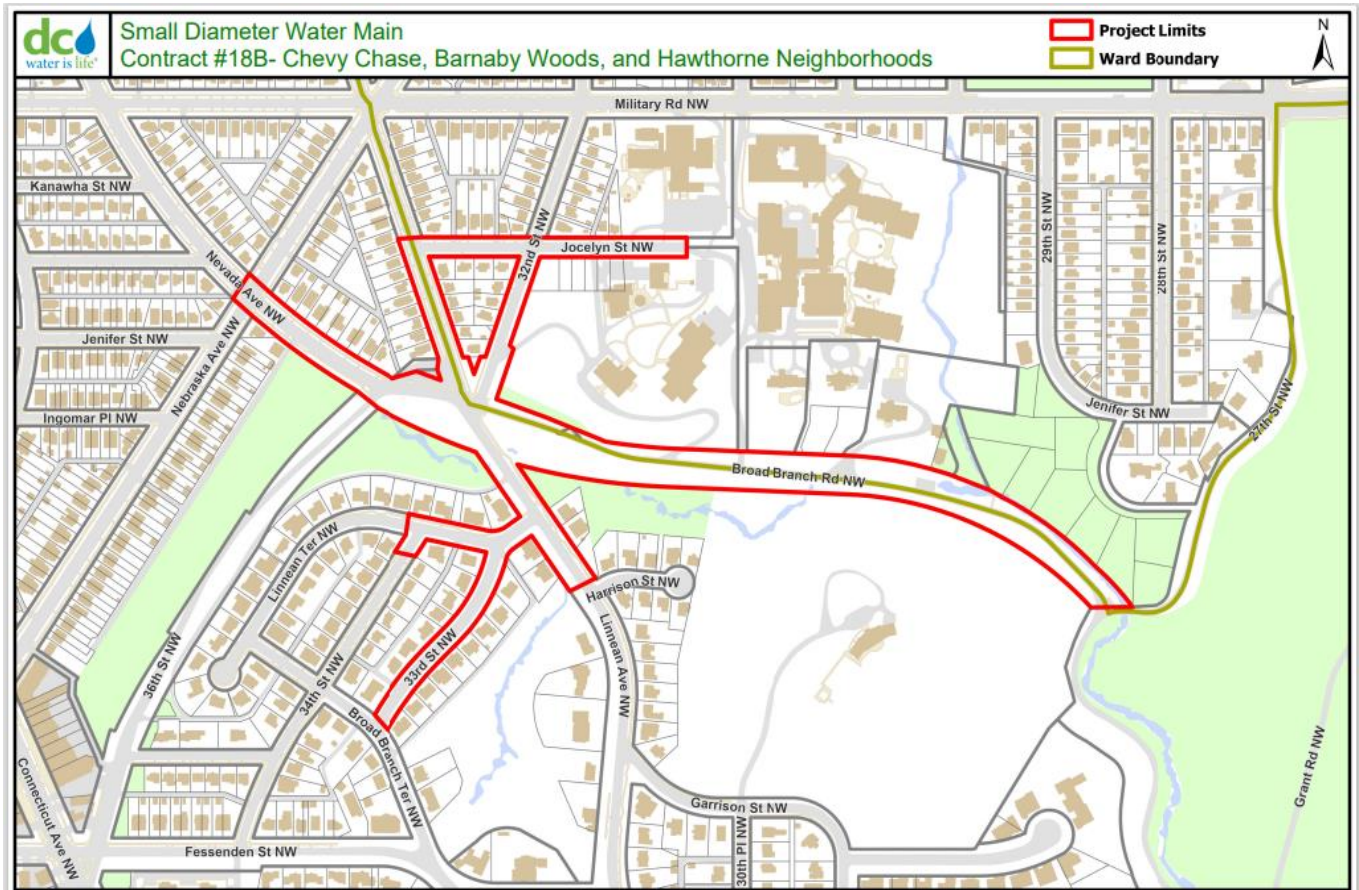 dc
water is life®
Small Diameter Water Main
Contract #18B- Chevy Chase, Barnaby Woods, and Hawthorne Neighborhoods
Project Limits
Ward Boundary
N
Military Rd NW
Kanawha St NW
Nevada Ave NW
32nd St NW
Jocelyn St NW
29th St NW
28th St NW
Jenifer St NW
Nebraska Ave NW
Ingomar Pl NW
Jenifer St NW
27th St NW
Broad Branch Rd NW
Linnean Ter NW
Harrison St NW
36th St NW
34th St NW
33rd St NW
Linnean Ave NW
Broad Branch Ter NW
Connecticut Ave NW
Garrison St NW
Grant Rd NW
Fessenden St NW
30th Pl NW